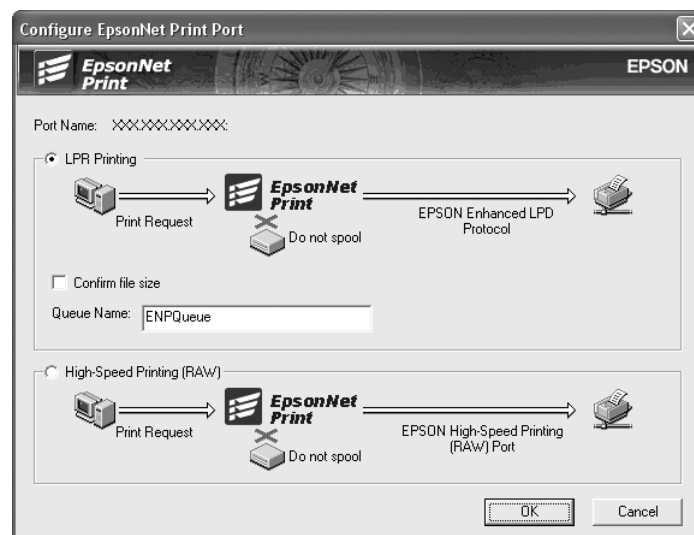 Configure EpsonNet Print Port
EpsonNet
Print
EPSON
Port Name: XXX.XXX.XXX.XXX:
LPR Printing
EpsonNet
Print
Print Request
EPSON Enhanced LPD
Protocol
Do not spool
Confirm file size
Queue Name: ENPQueue
High-Speed Printing (RAW)
EpsonNet
Print
Print Request
EPSON High-Speed Printing
(RAW) Port
Do not spool
OK
Cancel